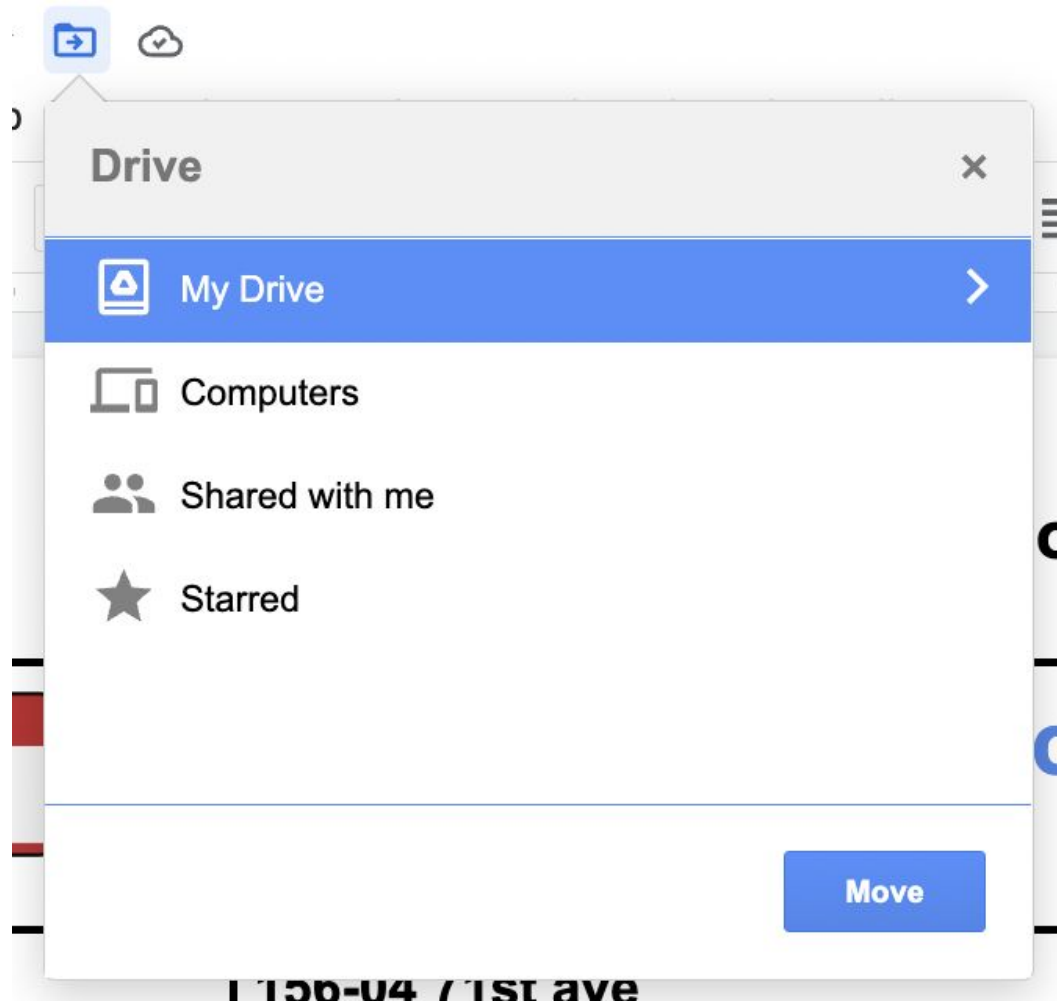 Drive
My Drive
Computers
Shared with me
Starred
Move
156-04 71st ave